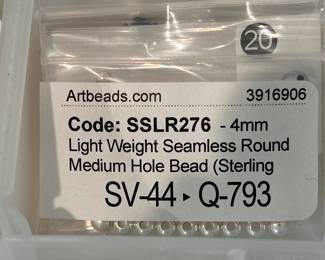 20
Artbeads.com 3916906
Code: SSLR276 - 4mm
Light Weight Seamless Round
Medium Hole Bead (Sterling
SV-44 ▸ Q-793